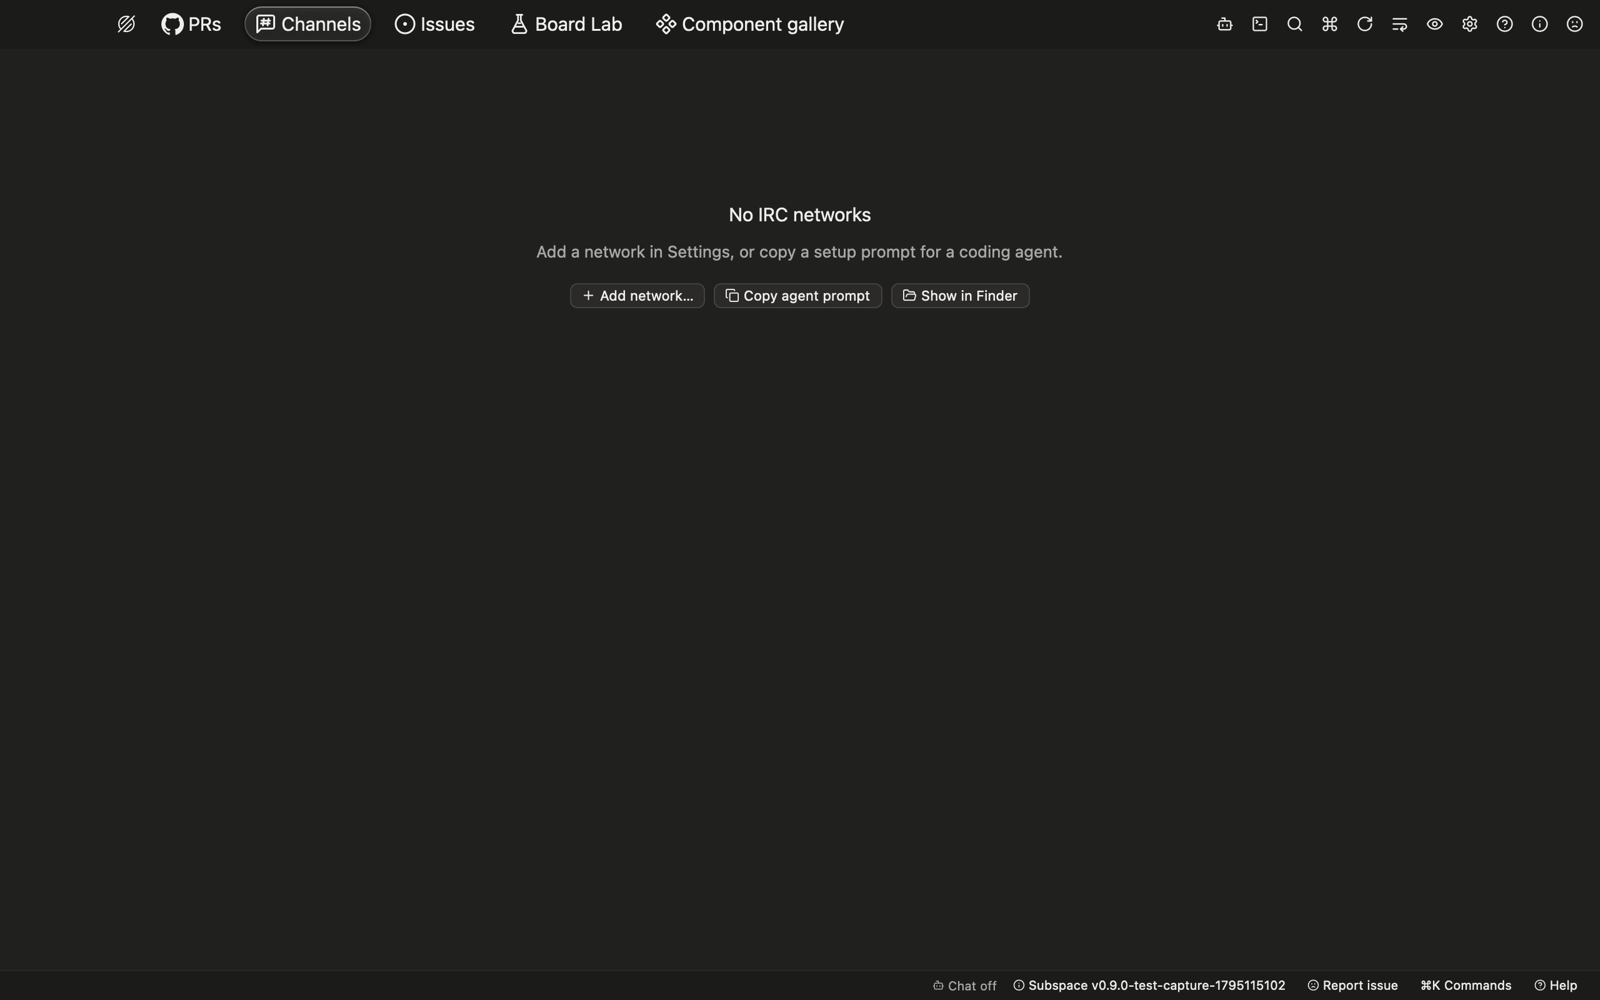 PRs Channels Issues Board Lab Component gallery
No IRC networks
Add a network in Settings, or copy a setup prompt for a coding agent.
Add network... Copy agent prompt Show in Finder
Chat off Subspace v0.9.0-test-capture-1795115102 Report issue ⌘K Commands Help